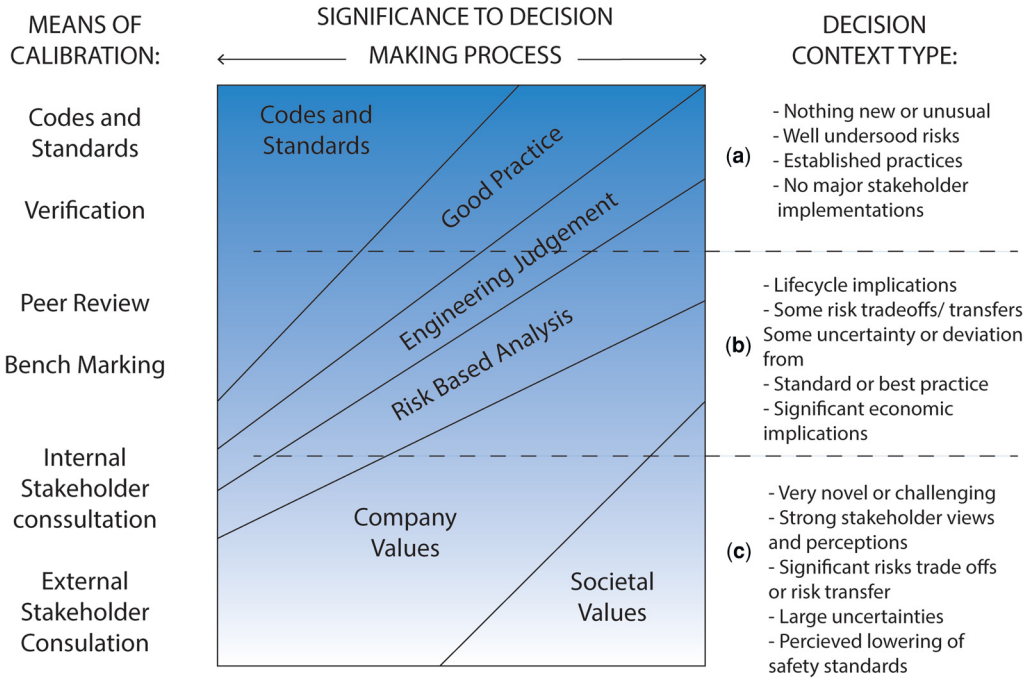 MEANS OF
CALIBRATION:
Codes and
Standards
Verification
Peer Review
Bench Marking
Internal
Stakeholder
conssultation
External
Stakeholder
Consulation
SIGNIFICANCE TO DECISION
MAKING PROCESS
Codes and
Standards
Good Practice
Engineering Judgement
Risk Based Analysis
Company
Values
Societal
Values
DECISION
CONTEXT TYPE:
(a)
- Nothing new or unusual
- Well undersood risks
- Established practices
- No major stakeholder
implementations
(b)
- Lifecycle implications
- Some risk tradeoffs/ transfers
Some uncertainty or deviation
from
- Standard or best practice
- Significant economic
implications
(c)
- Very novel or challenging
- Strong stakeholder views
and perceptions
- Significant risks trade offs
or risk transfer
- Large uncertainties
- Percieved lowering of
safety standards